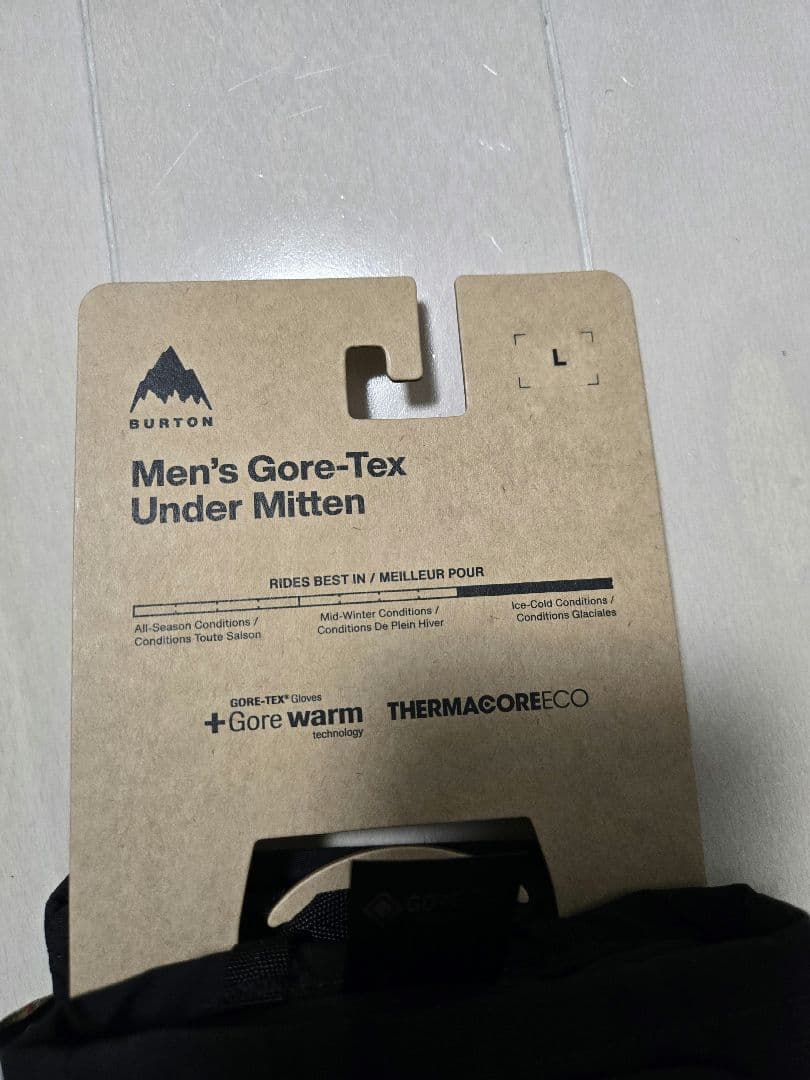 L
BURTON
Men's Gore-Tex
Under Mitten
RIDES BEST IN / MEILLEUR POUR
All-Season Conditions /
Conditions Toute Saison
Mid-Winter Conditions /
Conditions De Plein Hiver
Ice-Cold Conditions /
Conditions Glaciales
GORE-TEX® Gloves
+Gore warm
technology
THERMACOREECO